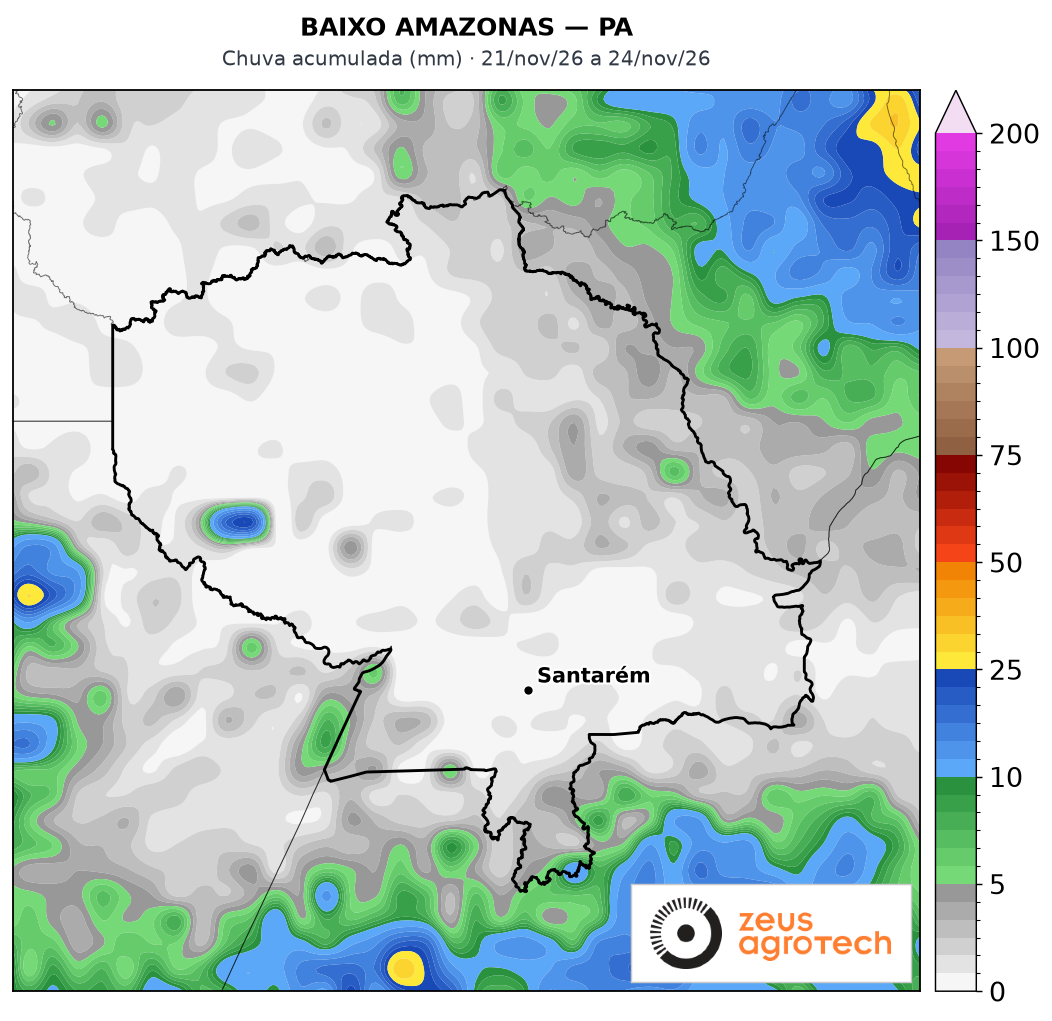 BAIXO AMAZONAS — PA
Chuva acumulada (mm) · 21/nov/26 a 24/nov/26
200
150
100
75
50
25
10
5
0
Santarém
zeus
agrotech